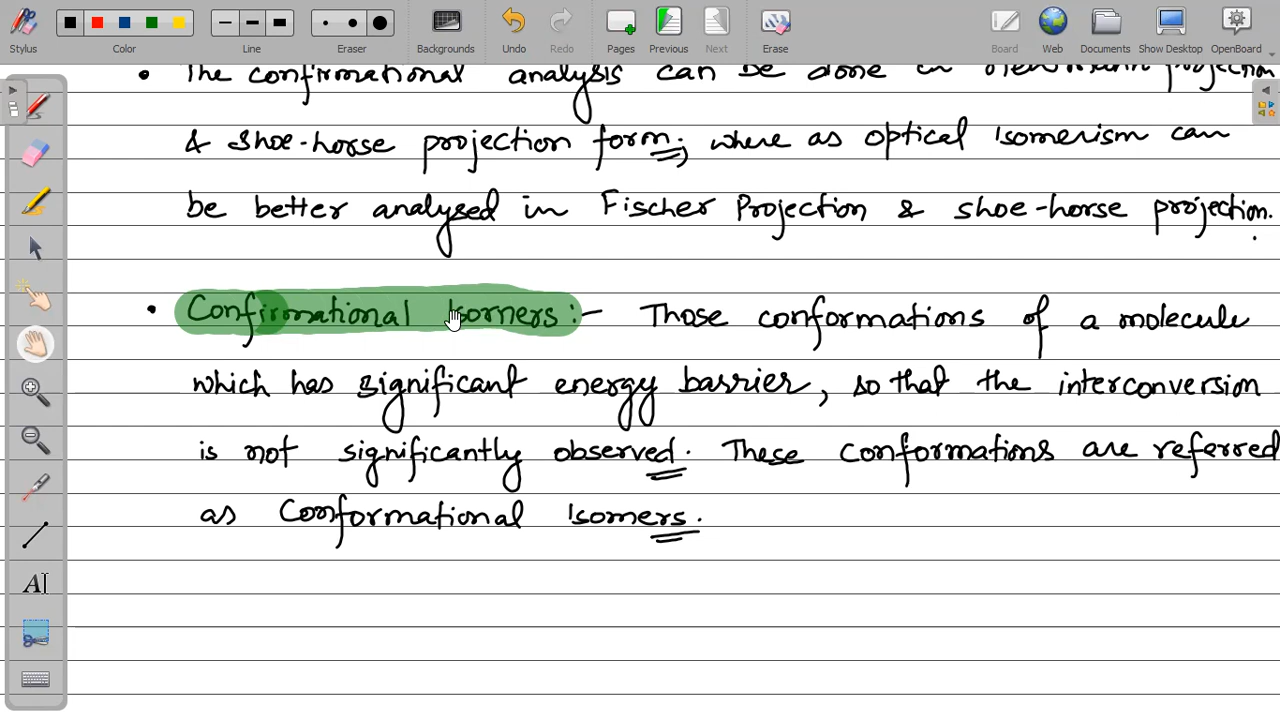 Stylus Color Line Eraser Backgrounds Undo Redo Pages Previous Next Erase Board Web Documents Show Desktop OpenBoard
• The confirmational analysis can be done in projection
& shoe-horse projection form, where as optical Isomerism can
be better analysed in Fischer Projection & shoe-horse projection.
• Confirmational Isomers:- Those conformations of a molecule
which has significant energy barrier, so that the interconversion
is not significantly observed. These conformations are referred
as Conformational Isomers.